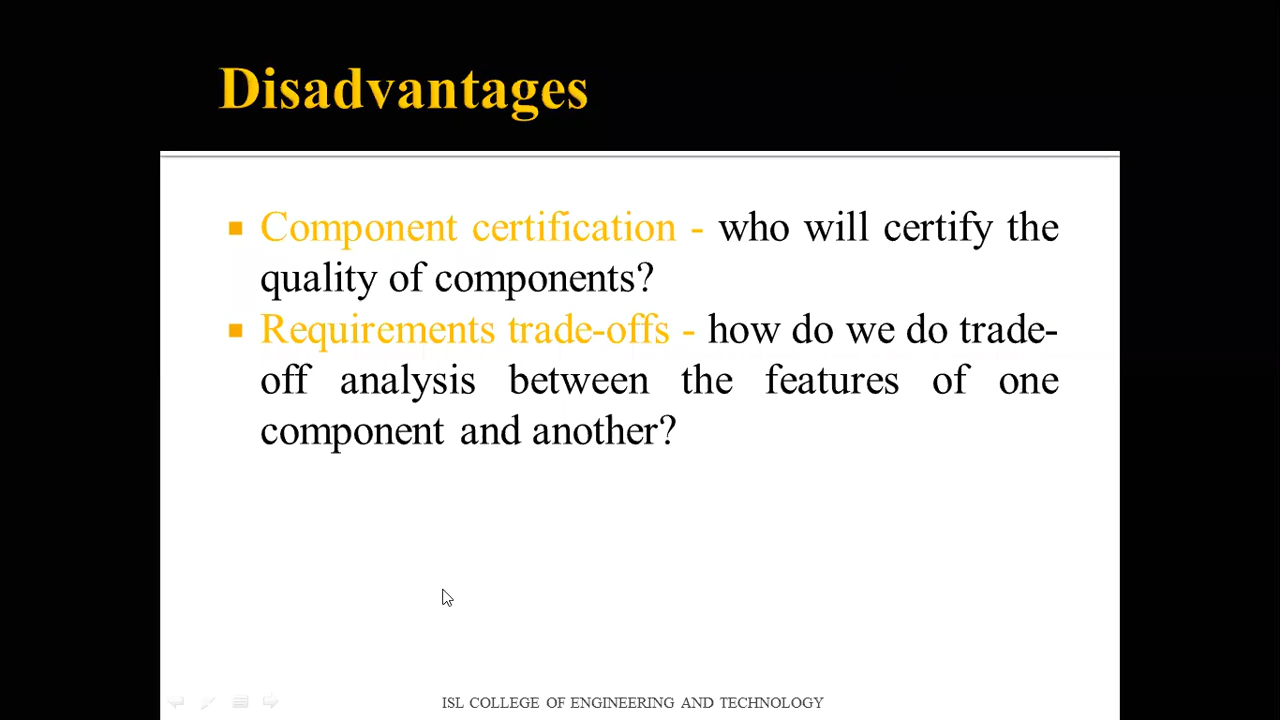 Disadvantages
▪ Component certification - who will certify the
quality of components?
▪ Requirements trade-offs - how do we do trade-
off analysis between the features of one
component and another?
ISL COLLEGE OF ENGINEERING AND TECHNOLOGY